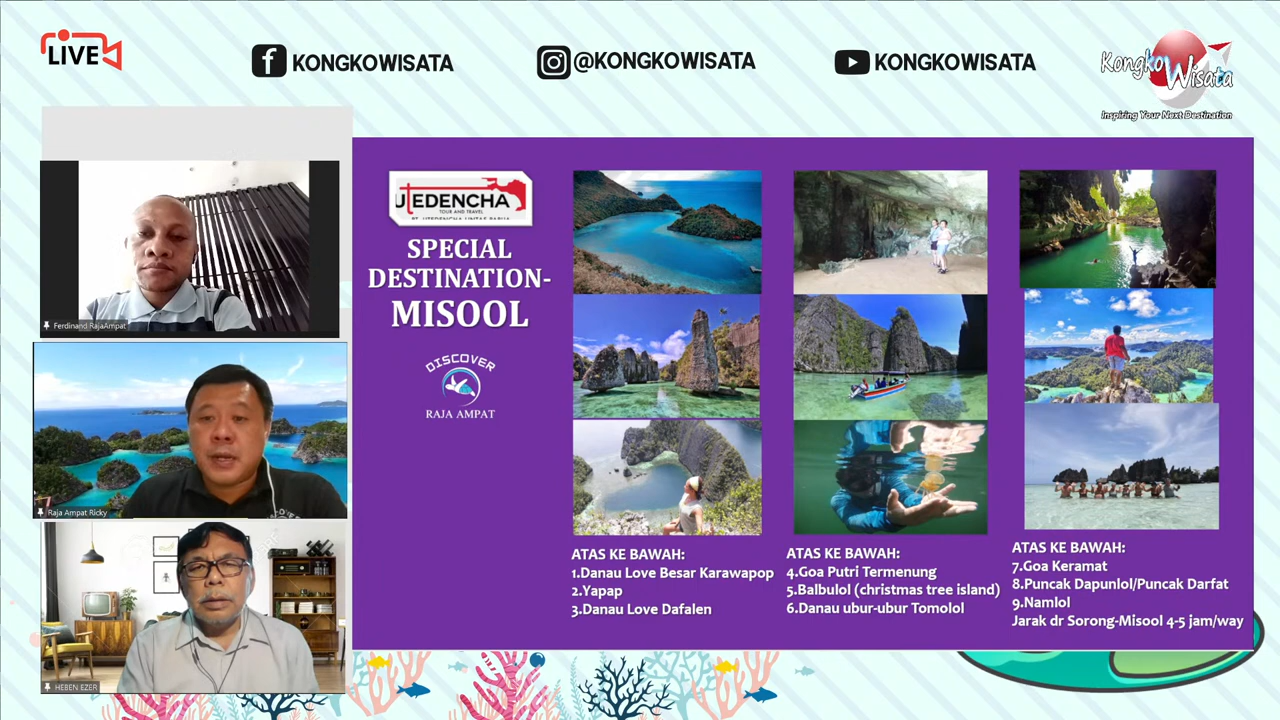 LIVE
KONGKOWISATA
@KONGKOWISATA
KONGKOWISATA
Kongko Wisata
Inspiring Your Next Destination
Ferdinand RajaAmpat
Raja Ampat Ricky
HEBEN EZER
UTEDENCHA
TOUR AND TRAVEL
PT. UTEDENCHA LINTAS PAPUA
SPECIAL
DESTINATION-
MISOOL
DISCOVER
RAJA AMPAT
ATAS KE BAWAH:
1.Danau Love Besar Karawapop
2.Yapap
3.Danau Love Dafalen
ATAS KE BAWAH:
4.Goa Putri Termenung
5.Balbulol (christmas tree island)
6.Danau ubur-ubur Tomolol
ATAS KE BAWAH:
7.Goa Keramat
8.Puncak Dapunlol/Puncak Darfat
9.Namlol
Jarak dr Sorong-Misool 4-5 jam/way